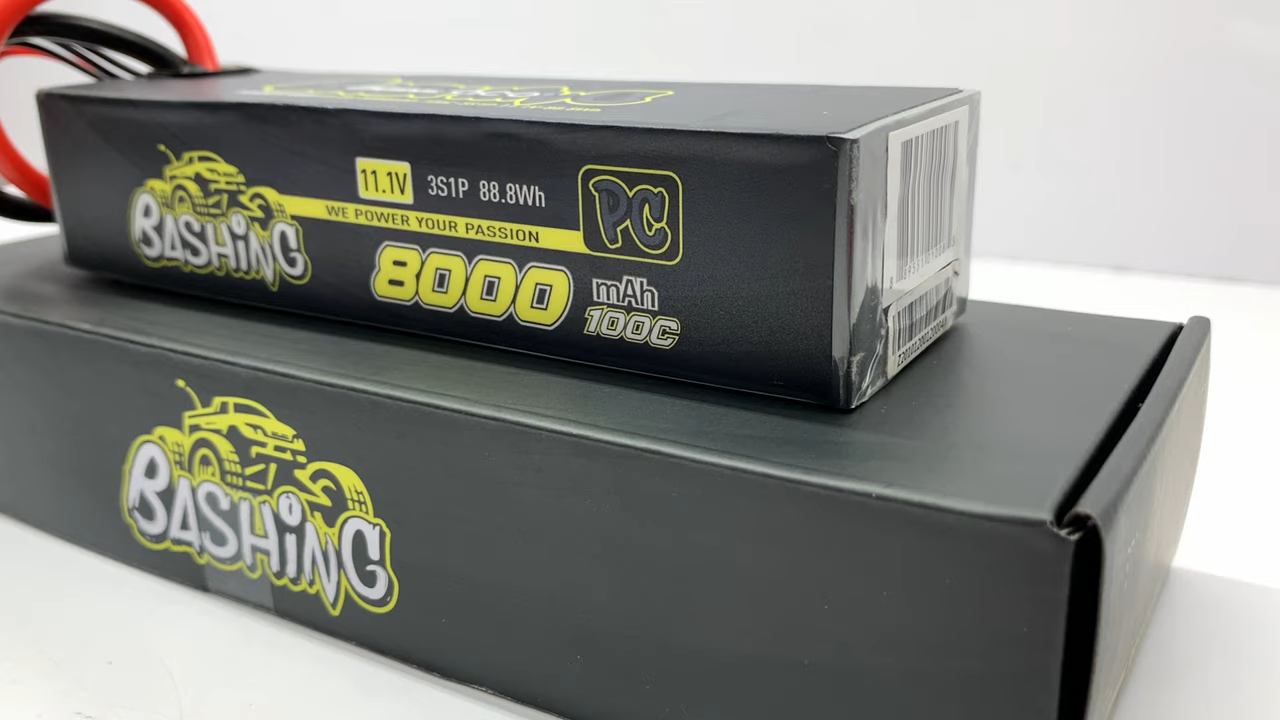 11.1V 3S1P 88.8Wh PC
WE POWER YOUR PASSION
BASHING
8000 mAh
100C
BASHING